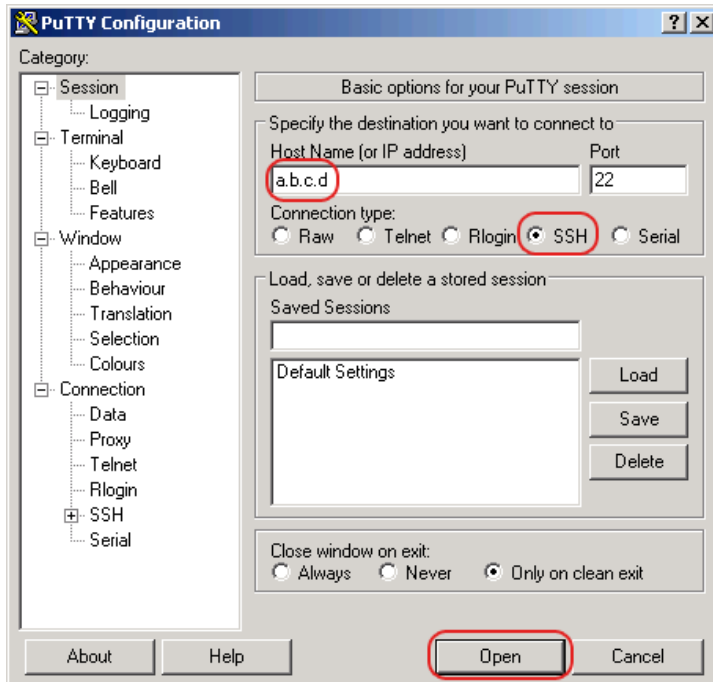 PuTTY Configuration
Category:
Session
Logging
Terminal
Keyboard
Bell
Features
Window
Appearance
Behaviour
Translation
Selection
Colours
Connection
Data
Proxy
Telnet
Rlogin
SSH
Serial
Basic options for your PuTTY session
Specify the destination you want to connect to
Host Name (or IP address) Port
a.b.c.d 22
Connection type:
Raw Telnet Rlogin SSH Serial
Load, save or delete a stored session
Saved Sessions
Default Settings
Load
Save
Delete
Close window on exit:
Always Never Only on clean exit
About Help Open Cancel